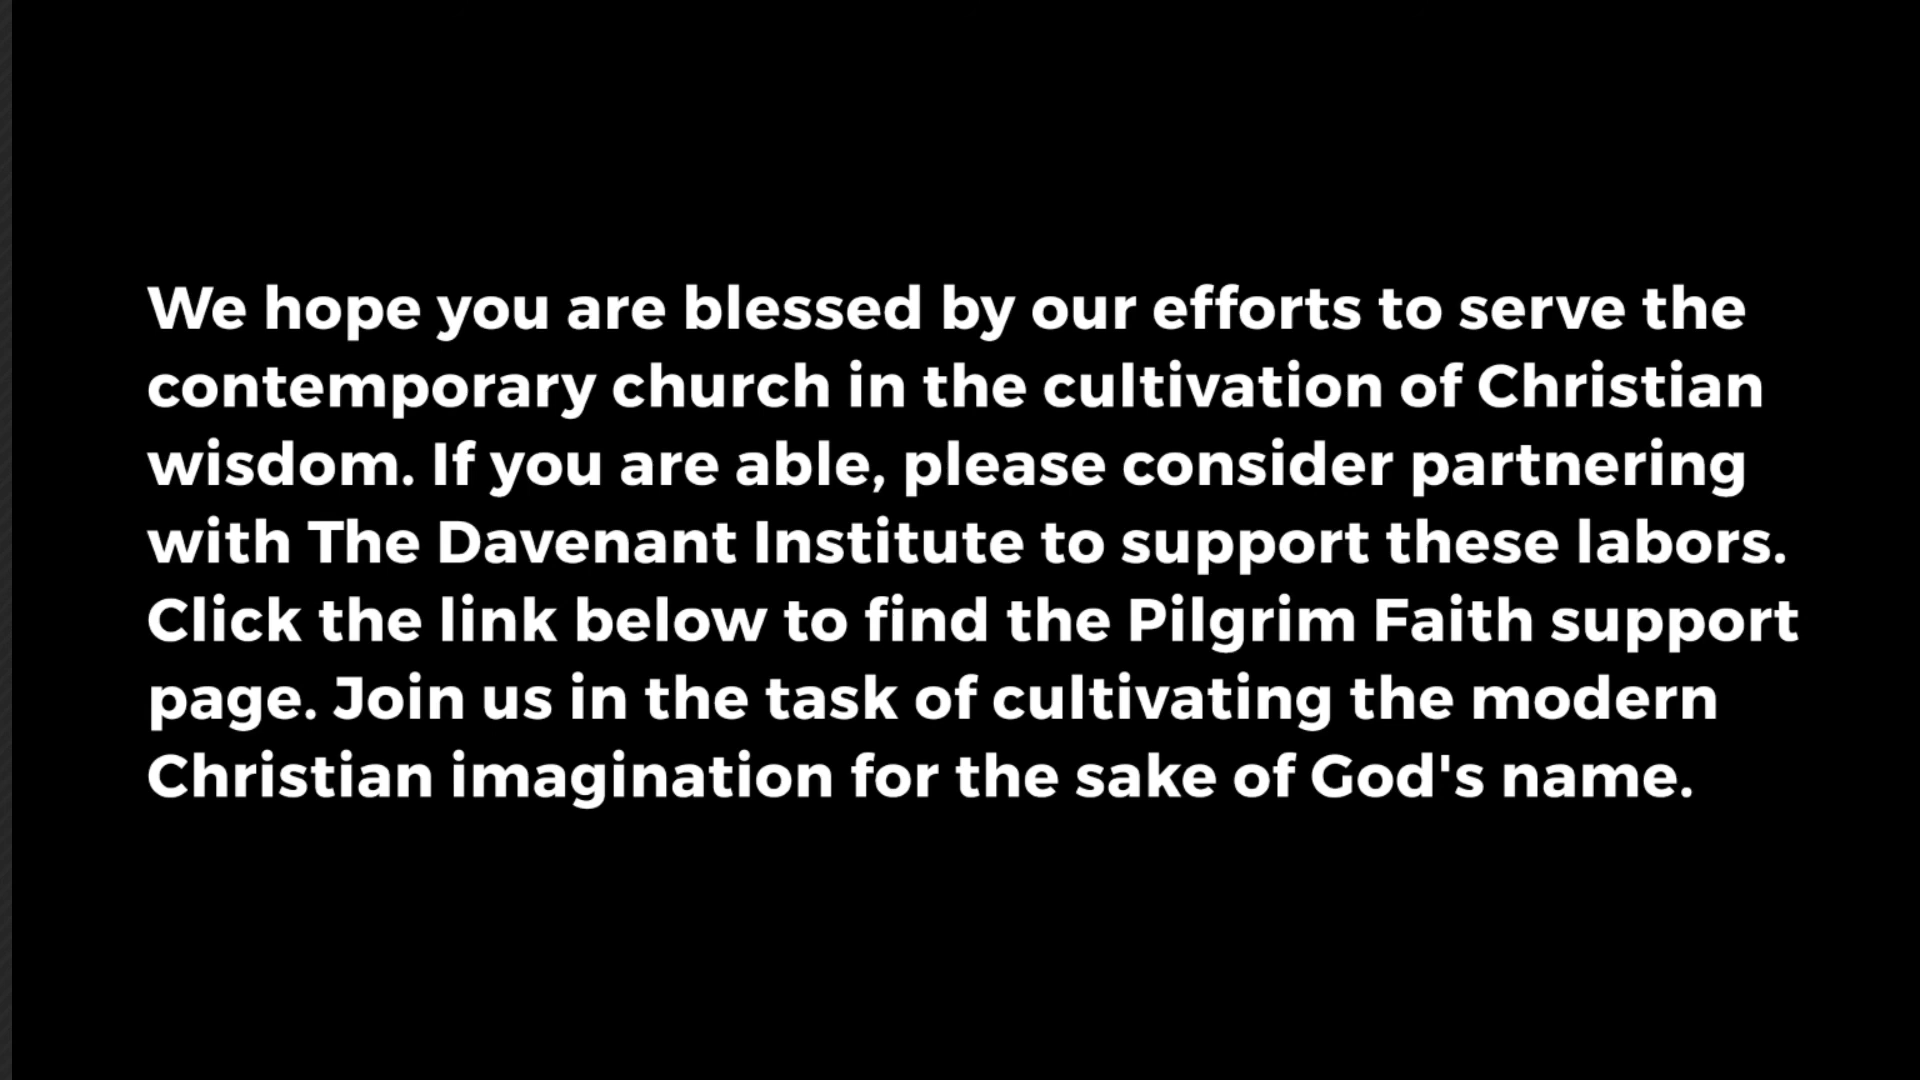 We hope you are blessed by our efforts to serve the
contemporary church in the cultivation of Christian
wisdom. If you are able, please consider partnering
with The Davenant Institute to support these labors.
Click the link below to find the Pilgrim Faith support
page. Join us in the task of cultivating the modern
Christian imagination for the sake of God's name.